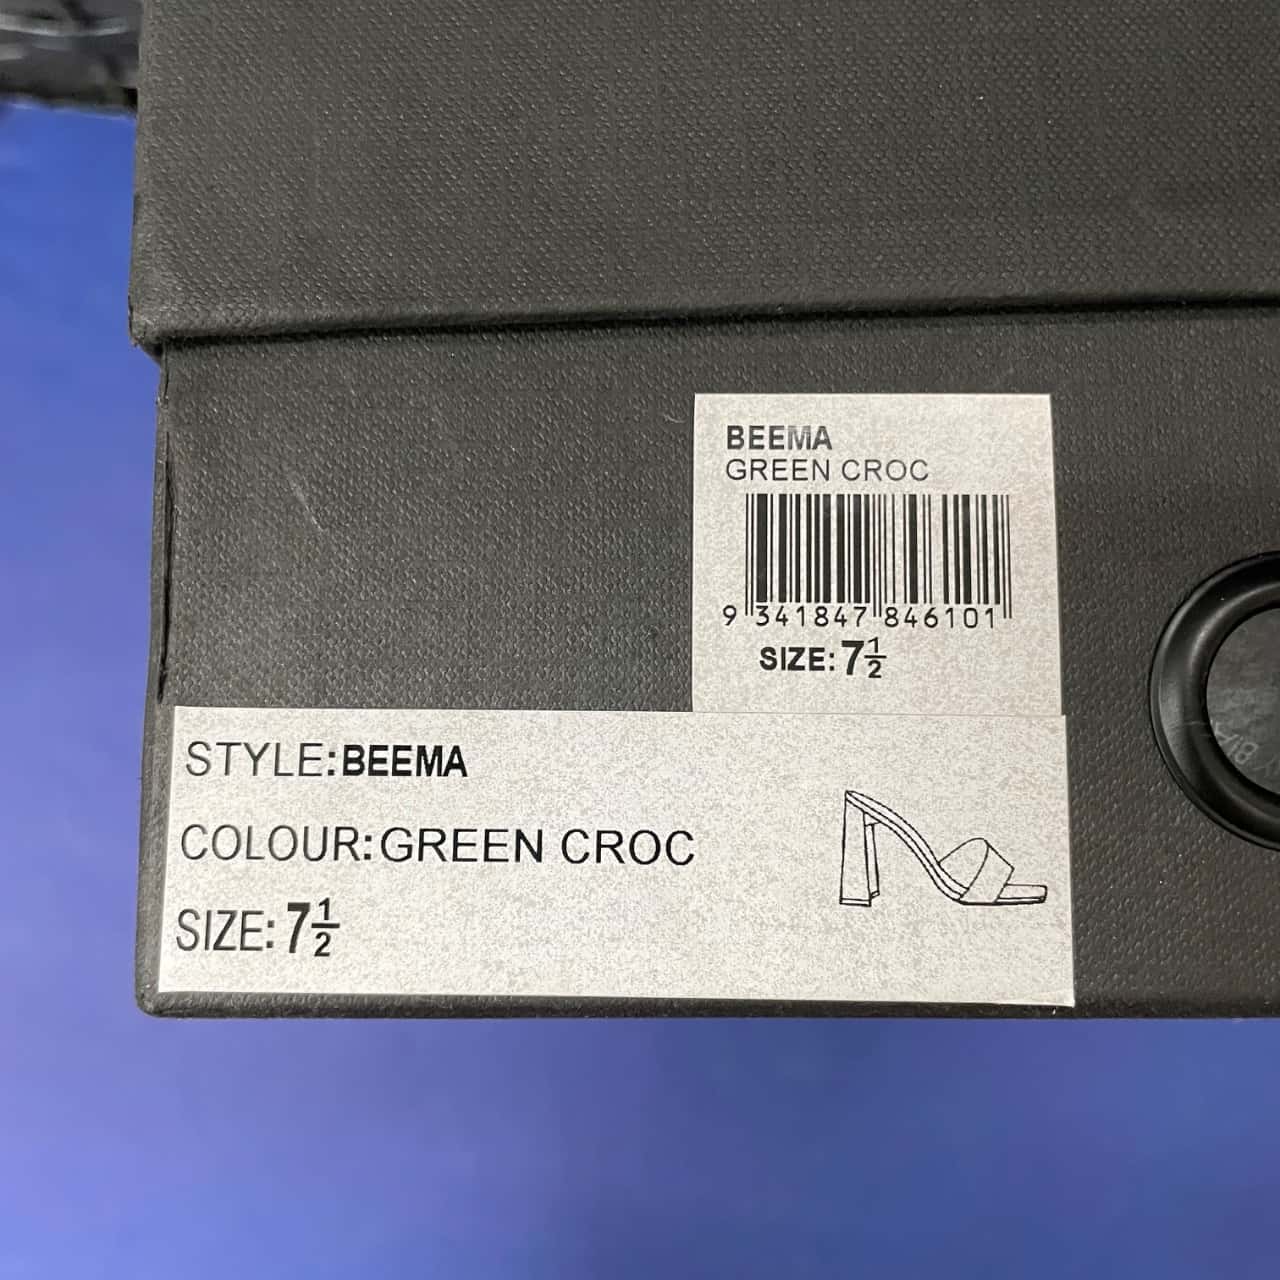 BEEMA
GREEN CROC
9 341847 846101
SIZE: 7½
STYLE: BEEMA
COLOUR: GREEN CROC
SIZE: 7½